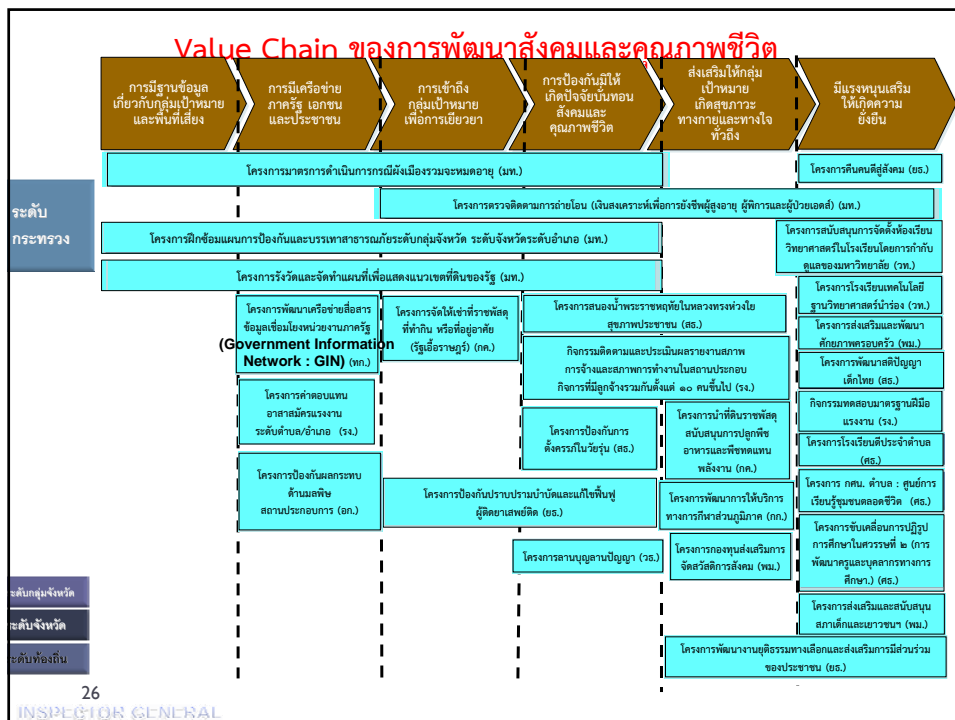 Value Chain ของการพัฒนาสังคมและคุณภาพชีวิต
การมีฐานข้อมูล
เกี่ยวกับกลุ่มเป้าหมาย
และพื้นที่เสี่ยง
การมีเครือข่าย
ภาครัฐ เอกชน
และประชาชน
การเข้าถึง
กลุ่มเป้าหมาย
เพื่อการเยียวยา
การป้องกันมิให้
เกิดปัจจัยบั่นทอน
สังคมและ
คุณภาพชีวิต
ส่งเสริมให้กลุ่ม
เป้าหมาย
เกิดสุขภาวะ
ทางกายและทางใจ
ทั่วถึง
มีแรงหนุนเสริม
ให้เกิดความ
ยั่งยืน
ระดับ
กระทรวง
โครงการมาตรการดำเนินการกรณีผังเมืองรวมจะหมดอายุ (มท.)
โครงการคืนคนดีสู่สังคม (ยธ.)
โครงการตรวจติดตามการถ่ายโอน (เงินสงเคราะห์เพื่อการยังชีพผู้สูงอายุ ผู้พิการและผู้ป่วยเอดส์) (มท.)
โครงการฝึกซ้อมแผนการป้องกันและบรรเทาสาธารณภัยระดับกลุ่มจังหวัด ระดับจังหวัดระดับอำเภอ (มท.)
โครงการสนับสนุนการจัดตั้งห้องเรียน
วิทยาศาสตร์ในโรงเรียนโดยการกำกับ
ดูแลของมหาวิทยาลัย (วท.)
โครงการรังวัดและจัดทำแผนที่เพื่อแสดงแนวเขตที่ดินของรัฐ (มท.)
โครงการโรงเรียนเทคโนโลยี
ฐานวิทยาศาสตร์นำร่อง (วท.)
โครงการพัฒนาเครือข่ายสื่อสาร
ข้อมูลเชื่อมโยงหน่วยงานภาครัฐ
(Government Information
Network : GIN) (ทก.)
โครงการจัดให้เช่าที่ราชพัสดุ
ที่ทำกิน หรือที่อยู่อาศัย
(รัฐเอื้อราษฎร์) (กค.)
โครงการสนองน้ำพระราชหฤทัยในหลวงทรงห่วงใย
สุขภาพประชาชน (สธ.)
โครงการส่งเสริมและพัฒนา
ศักยภาพครอบครัว (พม.)
กิจกรรมติดตามและประเมินผลรายงานสภาพ
การจ้างและสภาพการทำงานในสถานประกอบ
กิจการที่มีลูกจ้างรวมกันตั้งแต่ ๑๐ คนขึ้นไป (รง.)
โครงการพัฒนาสติปัญญา
เด็กไทย (สธ.)
โครงการค่าตอบแทน
อาสาสมัครแรงงาน
ระดับตำบล/อำเภอ (รง.)
โครงการป้องกันการ
ตั้งครรภ์ในวัยรุ่น (สธ.)
โครงการนำที่ดินราชพัสดุ
สนับสนุนการปลูกพืช
อาหารและพืชทดแทน
พลังงาน (กค.)
กิจกรรมทดสอบมาตรฐานฝีมือ
แรงงาน (รง.)
โครงการโรงเรียนดีประจำตำบล
(ศธ.)
โครงการป้องกันผลกระทบ
ด้านมลพิษ
สถานประกอบการ (อก.)
โครงการป้องกันปราบปรามบำบัดและแก้ไขฟื้นฟู
ผู้ติดยาเสพย์ติด (ยธ.)
โครงการพัฒนาการให้บริการ
ทางการกีฬาส่วนภูมิภาค (กก.)
โครงการ กศน. ตำบล : ศูนย์การ
เรียนรู้ชุมชนตลอดชีวิต (ศธ.)
โครงการขับเคลื่อนการปฏิรูป
การศึกษาในศวรรษที่ ๒ (การ
พัฒนาครูและบุคลากรทางการ
ศึกษา.) (ศธ.)
โครงการลานบุญลานปัญญา (วธ.)
โครงการกองทุนส่งเสริมการ
จัดสวัสดิการสังคม (พม.)
โครงการส่งเสริมและสนับสนุน
สภาเด็กและเยาวชนฯ (พม.)
โครงการพัฒนางานยุติธรรมทางเลือกและส่งเสริมการมีส่วนร่วม
ของประชาชน (ยธ.)
ระดับกลุ่มจังหวัด
ระดับจังหวัด
ระดับท้องถิ่น
26
INSPECTOR GENERAL